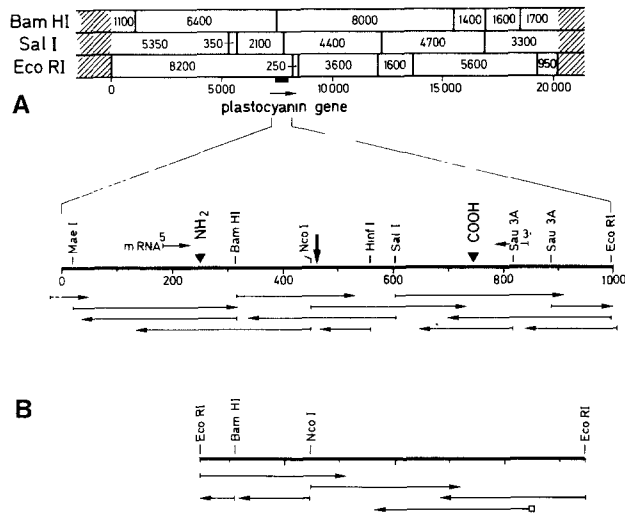 Bam HI 1100 6400 8000 1400 1600 1700
Sal I 5350 350 2100 4400 4700 3300
Eco RI 8200 250 3600 1600 5600 950
0 5000 10000 15000 20000
A
plastocyanin gene
Mae I
mRNA 5'
NH2
Bam HI
Nco I
Hinf I
Sal I
COOH
Sau 3A
3'
Sau 3A
Eco RI
0 200 400 600 800 1000
B
Eco RI
Bam HI
Nco I
Eco RI